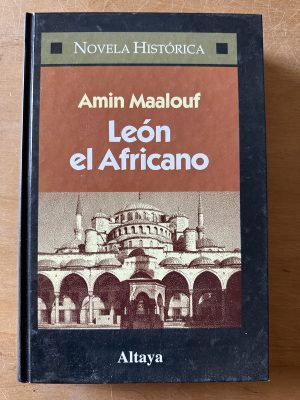 NOVELA HISTÓRICA
Amin Maalouf
León
el Africano
Altaya